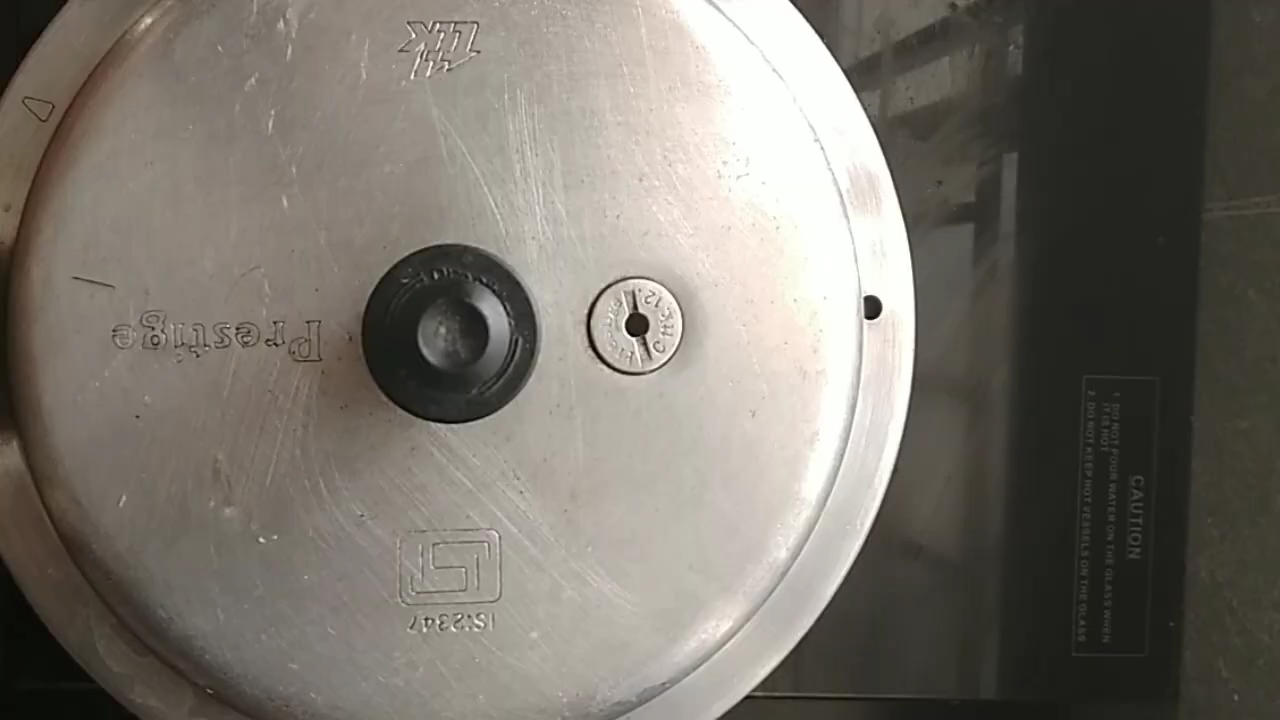 Prestige
IS:2347
CAUTION
1. DO NOT POUR WATER ON THE GLASS WHEN
IT IS HOT
2. DO NOT KEEP HOT VESSELS ON THE GLASS